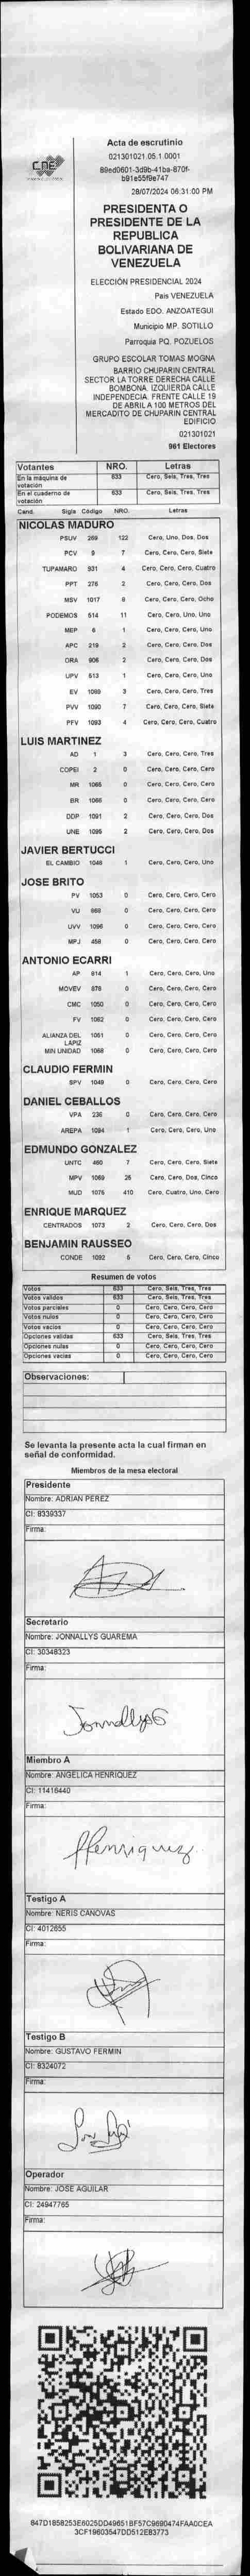 CNE
Acta de escrutinio
021301021.05.1.0001
89ed0601-3d9b-41ba-870f-
b91e55f8e747
28/07/2024 06:31:00 PM
PRESIDENTA O
PRESIDENTE DE LA
REPUBLICA
BOLIVARIANA DE
VENEZUELA
ELECCIÓN PRESIDENCIAL 2024
Pais VENEZUELA
Estado EDO. ANZOATEGUI
Municipio MP. SOTILLO
Parroquia PQ. POZUELOS
GRUPO ESCOLAR TOMAS MOGNA
BARRIO CHUPARIN CENTRAL
SECTOR LA TORRE DERECHA CALLE
BOMBONA. IZQUIERDA CALLE
INDEPENDECIA. FRENTE CALLE 19
DE ABRIL A 100 METROS DEL
MERCADITO DE CHUPARIN CENTRAL
EDIFICIO
021301021
961 Electores
Votantes NRO. Letras
En la máquina de votación 633 Cero, Seis, Tres, Tres
En el cuaderno de votación 633 Cero, Seis, Tres, Tres
Cand. Sigla Código NRO. Letras
NICOLAS MADURO
PSUV 269 122 Cero, Uno, Dos, Dos
PCV 9 7 Cero, Cero, Cero, Siete
TUPAMARO 931 4 Cero, Cero, Cero, Cuatro
PPT 276 2 Cero, Cero, Cero, Dos
MSV 1017 8 Cero, Cero, Cero, Ocho
PODEMOS 514 11 Cero, Cero, Uno, Uno
MEP 6 1 Cero, Cero, Cero, Uno
APC 219 2 Cero, Cero, Cero, Dos
ORA 906 2 Cero, Cero, Cero, Dos
UPV 513 1 Cero, Cero, Cero, Uno
EV 1089 3 Cero, Cero, Cero, Tres
PVV 1090 7 Cero, Cero, Cero, Siete
PFV 1093 4 Cero, Cero, Cero, Cuatro
LUIS MARTINEZ
AD 1 3 Cero, Cero, Cero, Tres
COPEI 2 0 Cero, Cero, Cero, Cero
MR 1065 0 Cero, Cero, Cero, Cero
BR 1066 0 Cero, Cero, Cero, Cero
DDP 1091 2 Cero, Cero, Cero, Dos
UNE 1095 2 Cero, Cero, Cero, Dos
JAVIER BERTUCCI
EL CAMBIO 1046 1 Cero, Cero, Cero, Uno
JOSE BRITO
PV 1053 0 Cero, Cero, Cero, Cero
VU 868 0 Cero, Cero, Cero, Cero
UVV 1096 0 Cero, Cero, Cero, Cero
MPJ 458 0 Cero, Cero, Cero, Cero
ANTONIO ECARRI
AP 814 1 Cero, Cero, Cero, Uno
MOVEV 878 0 Cero, Cero, Cero, Cero
CMC 1050 0 Cero, Cero, Cero, Cero
FV 1082 0 Cero, Cero, Cero, Cero
ALIANZA DEL LAPIZ 1081 0 Cero, Cero, Cero, Cero
MIN UNIDAD 1068 0 Cero, Cero, Cero, Cero
CLAUDIO FERMIN
SPV 1049 0 Cero, Cero, Cero, Cero
DANIEL CEBALLOS
VPA 236 0 Cero, Cero, Cero, Cero
AREPA 1094 1 Cero, Cero, Cero, Uno
EDMUNDO GONZALEZ
UNTC 460 7 Cero, Cero, Cero, Siete
MPV 1069 25 Cero, Cero, Dos, Cinco
MUD 1075 410 Cero, Cuatro, Uno, Cero
ENRIQUE MARQUEZ
CENTRADOS 1073 2 Cero, Cero, Cero, Dos
BENJAMIN RAUSSEO
CONDE 1092 5 Cero, Cero, Cero, Cinco
Resumen de votos
Votos 633 Cero, Seis, Tres, Tres
Votos válidos 633 Cero, Seis, Tres, Tres
Votos parciales 0 Cero, Cero, Cero, Cero
Votos nulos 0 Cero, Cero, Cero, Cero
Votos vacios 0 Cero, Cero, Cero, Cero
Opciones validas 633 Cero, Seis, Tres, Tres
Opciones nulas 0 Cero, Cero, Cero, Cero
Opciones vacias 0 Cero, Cero, Cero, Cero
Observaciones:
Se levanta la presente acta la cual firman en
señal de conformidad.
Miembros de la mesa electoral
Presidente
Nombre: ADRIAN PEREZ
CI: 8339337
Firma:
Secretario
Nombre: JONNALLYS GUAREMA
CI: 30348323
Firma:
JonnallysG
Miembro A
Nombre: ANGELICA HENRIQUEZ
CI: 11416440
Firma:
AHenriquez
Testigo A
Nombre: NERIS CANOVAS
CI: 4012655
Firma:
Testigo B
Nombre: GUSTAVO FERMIN
CI: 8324072
Firma:
Operador
Nombre: JOSE AGUILAR
CI: 24947765
Firma:
847D1858253E6025DD49651BF57C9690474FAA0CEA
3CF19603547DD512E83773